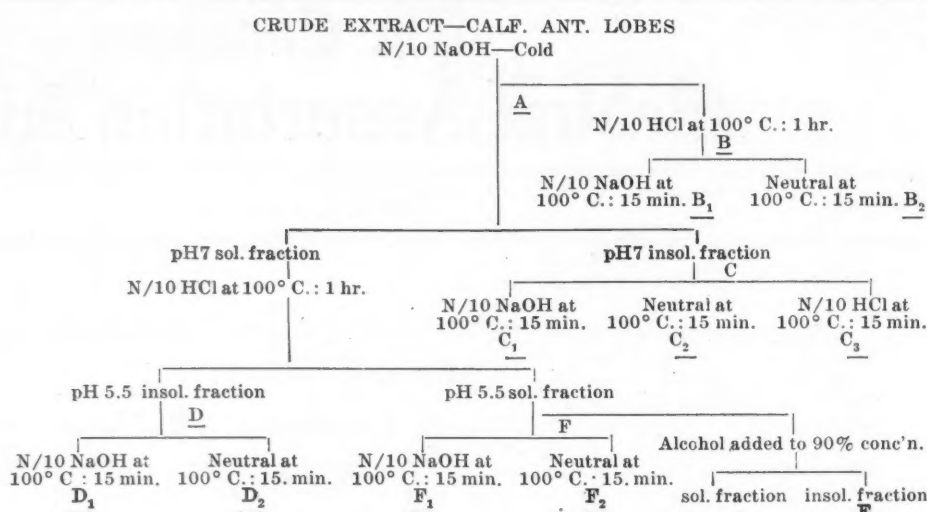 CRUDE EXTRACT—CALF. ANT. LOBES
N/10 NaOH—Cold
A
N/10 HCl at 100° C.: 1 hr.
B
N/10 NaOH at
100° C.: 15 min. B₁
Neutral at
100° C.: 15 min. B₂
pH7 sol. fraction
N/10 HCl at 100° C.: 1 hr.
pH7 insol. fraction
C
N/10 NaOH at
100° C.: 15 min.
C₁
Neutral at
100° C.: 15 min.
C₂
N/10 HCl at
100° C.: 15 min.
C₃
pH 5.5 insol. fraction
D
pH 5.5 sol. fraction
F
N/10 NaOH at
100° C.: 15 min.
D₁
Neutral at
100° C.: 15 min.
D₂
N/10 NaOH at
100° C.: 15 min.
F₁
Neutral at
100° C.: 15 min.
F₂
Alcohol added to 90% conc'n.
sol. fraction
insol. fraction